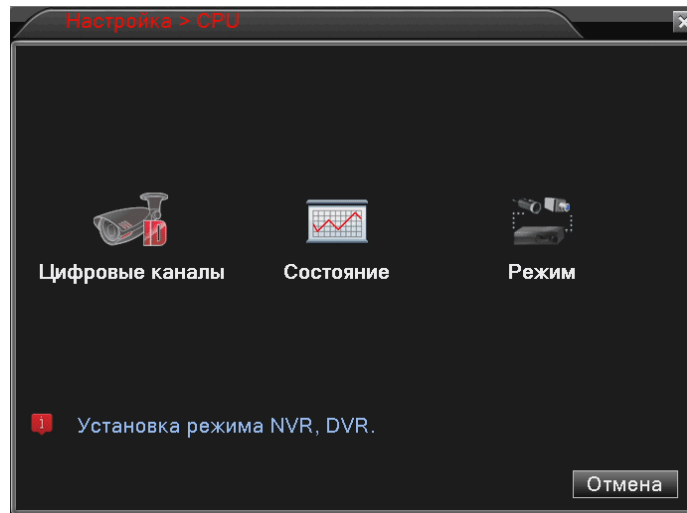 Настройка > CPU
Цифровые каналы
Состояние
Режим
Установка режима NVR, DVR.
Отмена